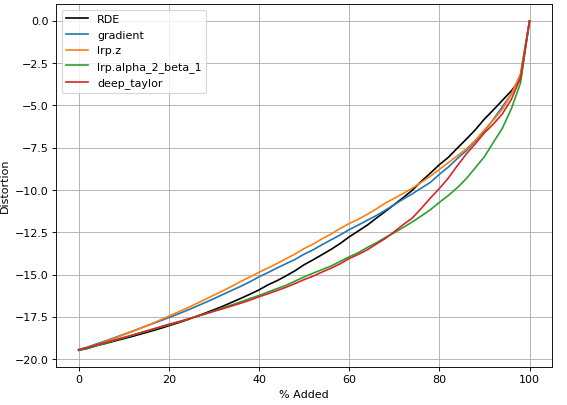 RDE
gradient
lrp.z
lrp.alpha_2_beta_1
deep_taylor
0.0
−2.5
−5.0
−7.5
−10.0
−12.5
−15.0
−17.5
−20.0
Distortion
0
20
40
60
80
100
% Added